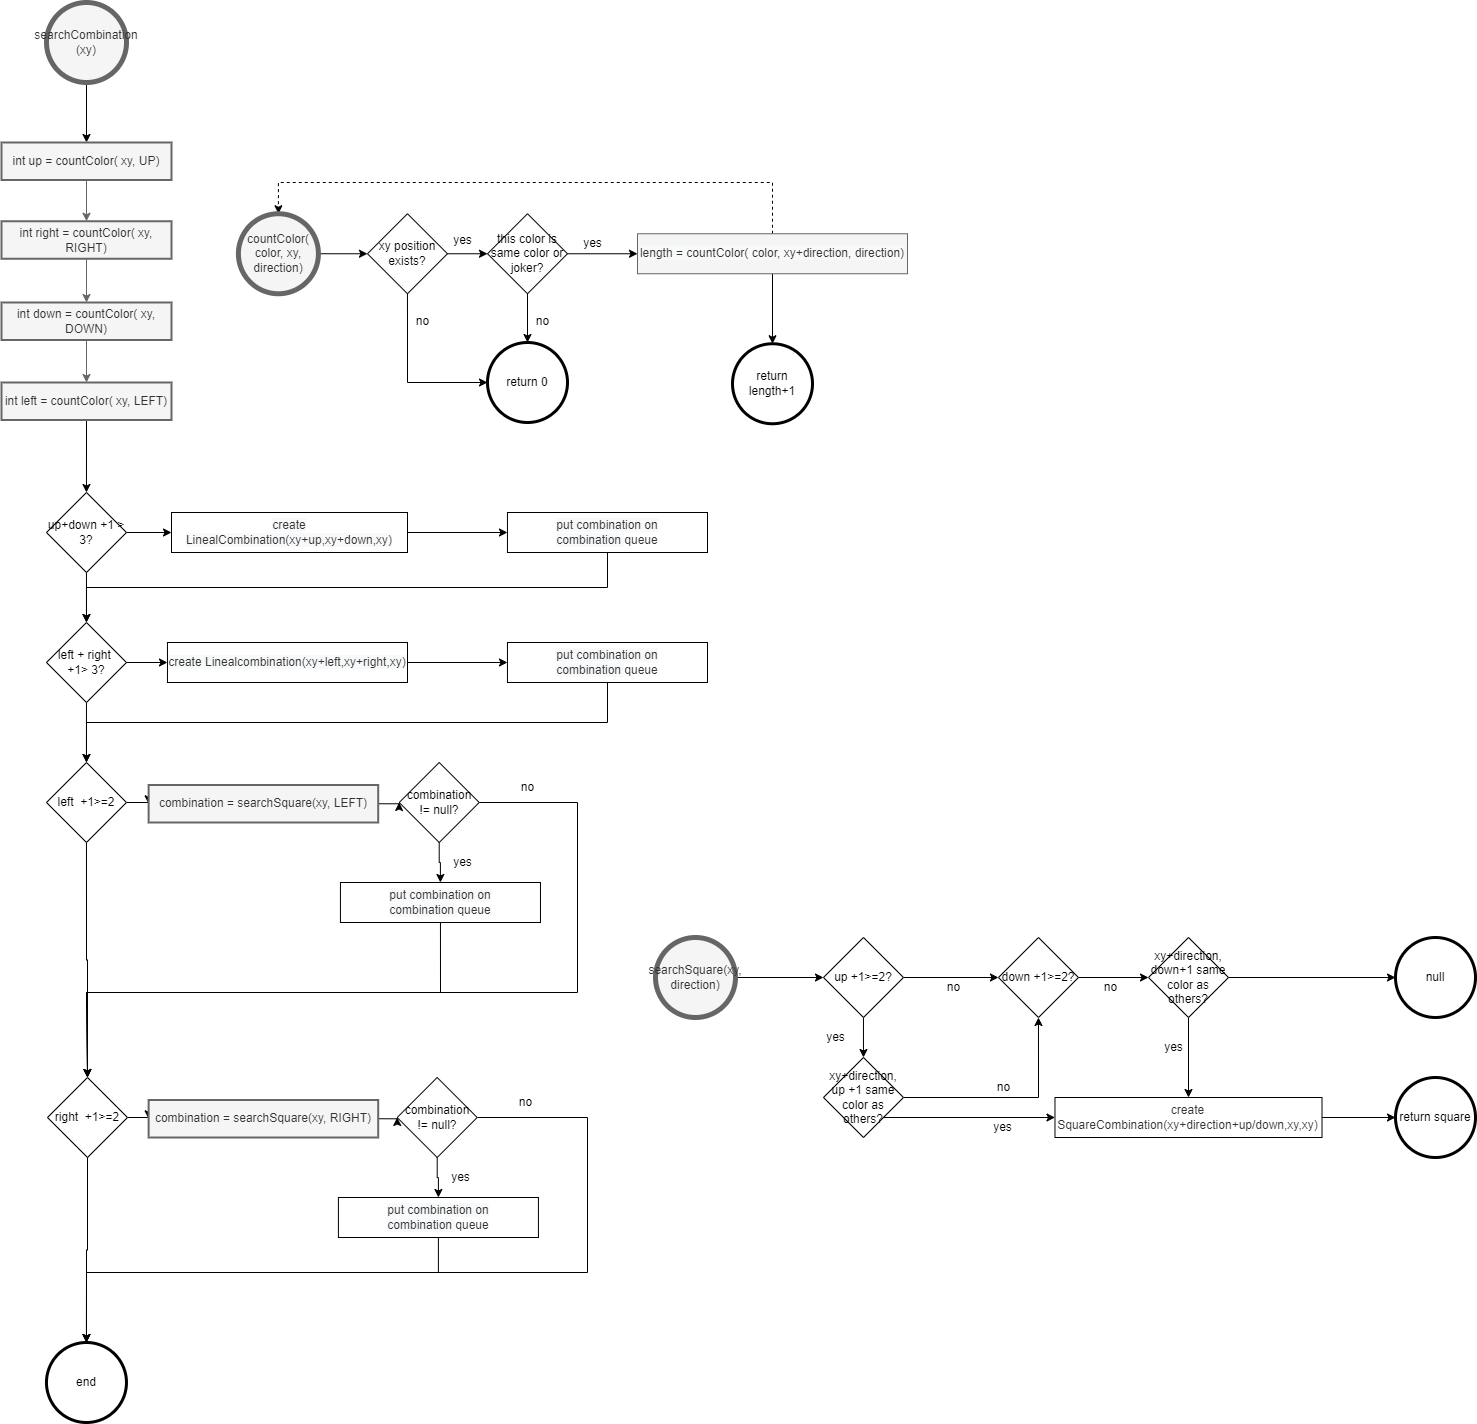 searchCombination
(xy)
int up = countColor( xy, UP)
int right = countColor( xy,
RIGHT)
int down = countColor( xy,
DOWN)
int left = countColor( xy, LEFT)
countColor(
color, xy,
direction)
xy position
exists?
yes
no
this color is
same color or
joker?
yes
no
length = countColor( color, xy+direction, direction)
return 0
return
length+1
up+down +1 >
3?
create
LinealCombination(xy+up,xy+down,xy)
put combination on
combination queue
left + right
+1> 3?
create Linealcombination(xy+left,xy+right,xy)
put combination on
combination queue
left +1>=2
combination = searchSquare(xy, LEFT)
combination
!= null?
no
yes
put combination on
combination queue
right +1>=2
combination = searchSquare(xy, RIGHT)
combination
!= null?
no
yes
put combination on
combination queue
end
searchSquare(xy,
direction)
up +1>=2?
no
yes
down +1>=2?
no
xy+direction,
down+1 same
color as
others?
yes
null
xy+direction,
up +1 same
color as
others?
no
yes
create
SquareCombination(xy+direction+up/down,xy,xy)
return square